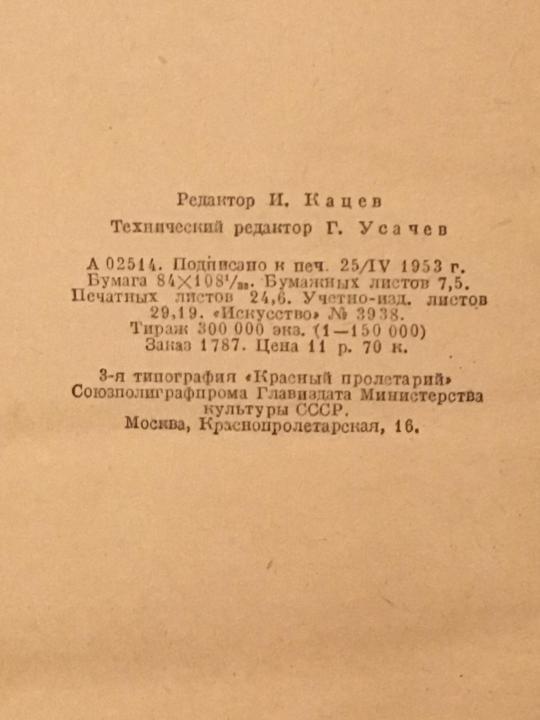 Редактор И. Кацев
Технический редактор Г. Усачев
А 02514. Подписано к печ. 25/IV 1953 г.
Бумага 84×108¹/₃₂. Бумажных листов 7,5.
Печатных листов 24,6. Учетно-изд. листов
29,19. «Искусство» № 3938.
Тираж 300 000 экз. (1—150 000)
Заказ 1787. Цена 11 р. 70 к.
3-я типография «Красный пролетарий»
Союзполиграфпрома Главиздата Министерства
культуры СССР.
Москва, Краснопролетарская, 16.